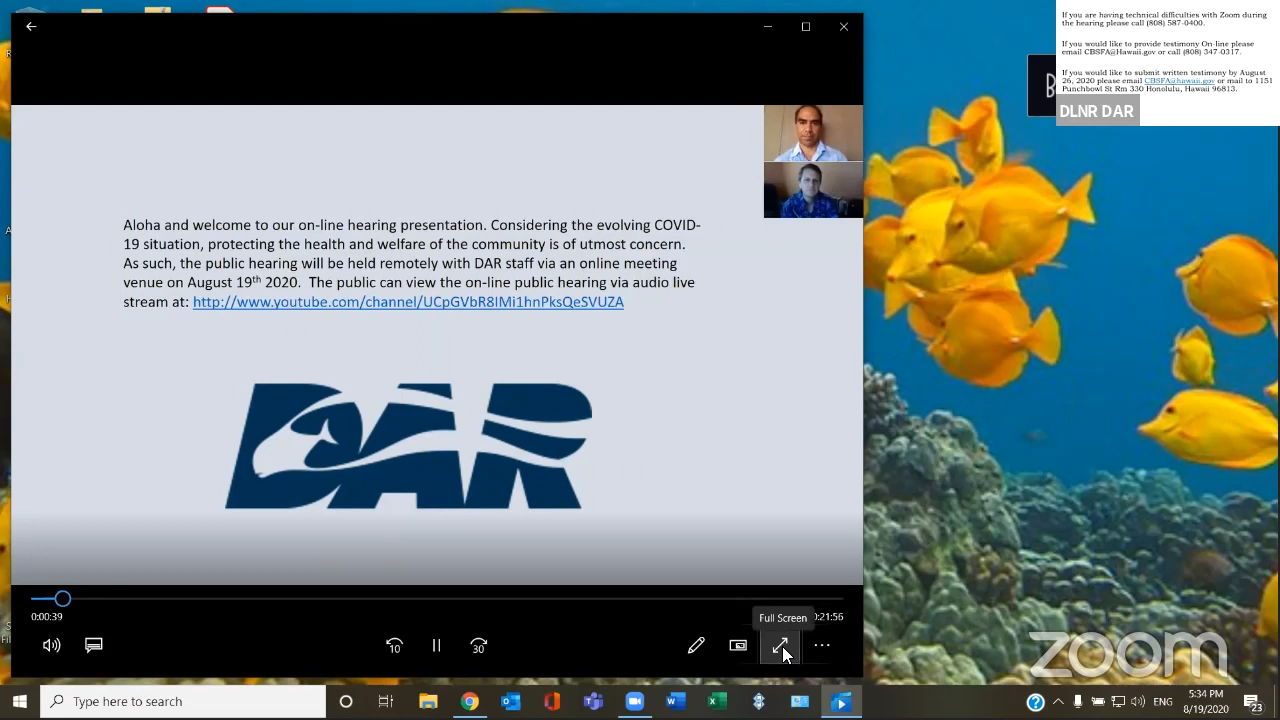 If you are having technical difficulties with Zoom during
the hearing please call (808) 587-0400.
If you would like to provide testimony On-line please
email CBSFA@Hawaii.gov or call (808) 347-0317.
If you would like to submit written testimony by August
26, 2020 please email CBSFA@hawaii.gov or mail to 1151
Punchbowl St Rm 330 Honolulu, Hawaii 96813.
DLNR DAR
Aloha and welcome to our on-line hearing presentation. Considering the evolving COVID-
19 situation, protecting the health and welfare of the community is of utmost concern.
As such, the public hearing will be held remotely with DAR staff via an online meeting
venue on August 19th 2020.  The public can view the on-line public hearing via audio live
stream at: http://www.youtube.com/channel/UCpGVbR8IMi1hnPksQeSVUZA
DAR
0:00:39
Full Screen
0:21:56
10
30
zoom
Type here to search
5:34 PM
8/19/2020
23